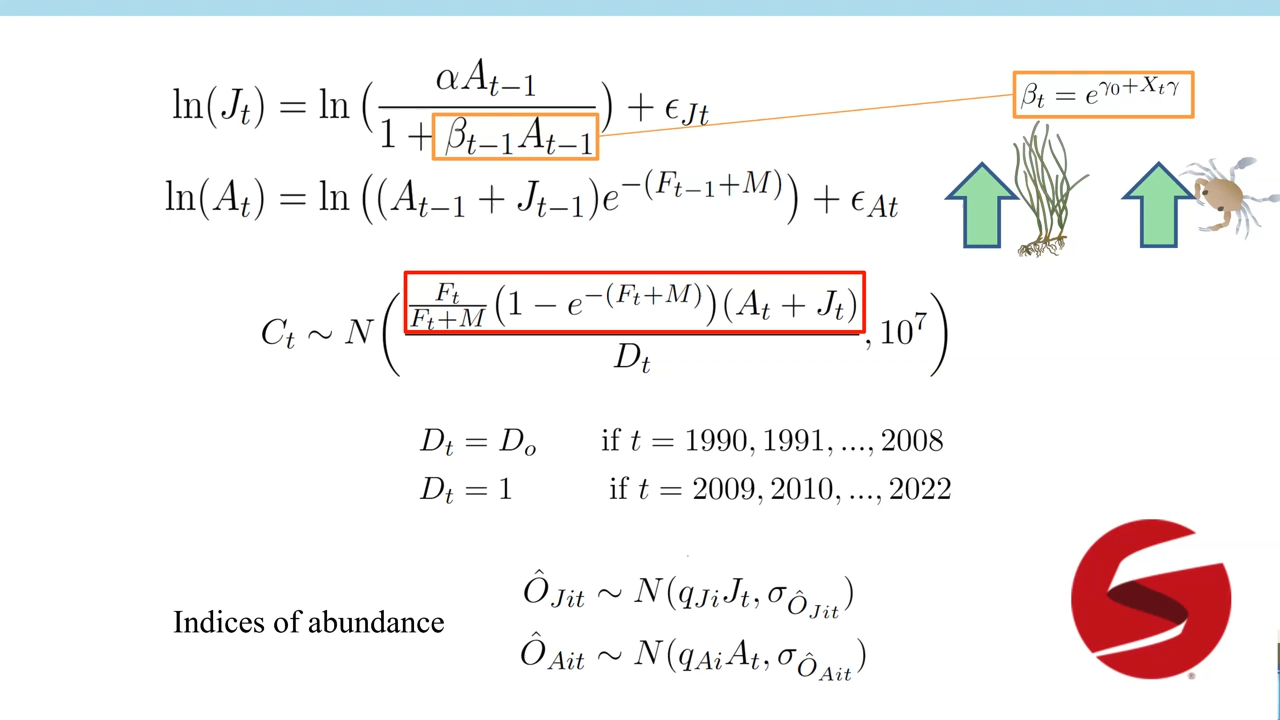 ln(J_t) = ln (αA_{t−1} / 1 + β_{t−1}A_{t−1}) + ϵ_{Jt}
β_t = e^{γ_0+X_tγ}
ln(A_t) = ln ((A_{t−1} + J_{t−1})e^{−(F_{t−1}+M)}) + ϵ_{At}
C_t ∼ N( F_t/F_t+M (1 − e^{−(F_t+M)})(A_t + J_t) / D_t , 10^7 )
D_t = D_o if t = 1990, 1991, ..., 2008
D_t = 1 if t = 2009, 2010, ..., 2022
Ô_{Jit} ∼ N(q_{Ji}J_t, σ_{Ô_{Jit}})
Indices of abundance
Ô_{Ait} ∼ N(q_{Ai}A_t, σ_{Ô_{Ait}})